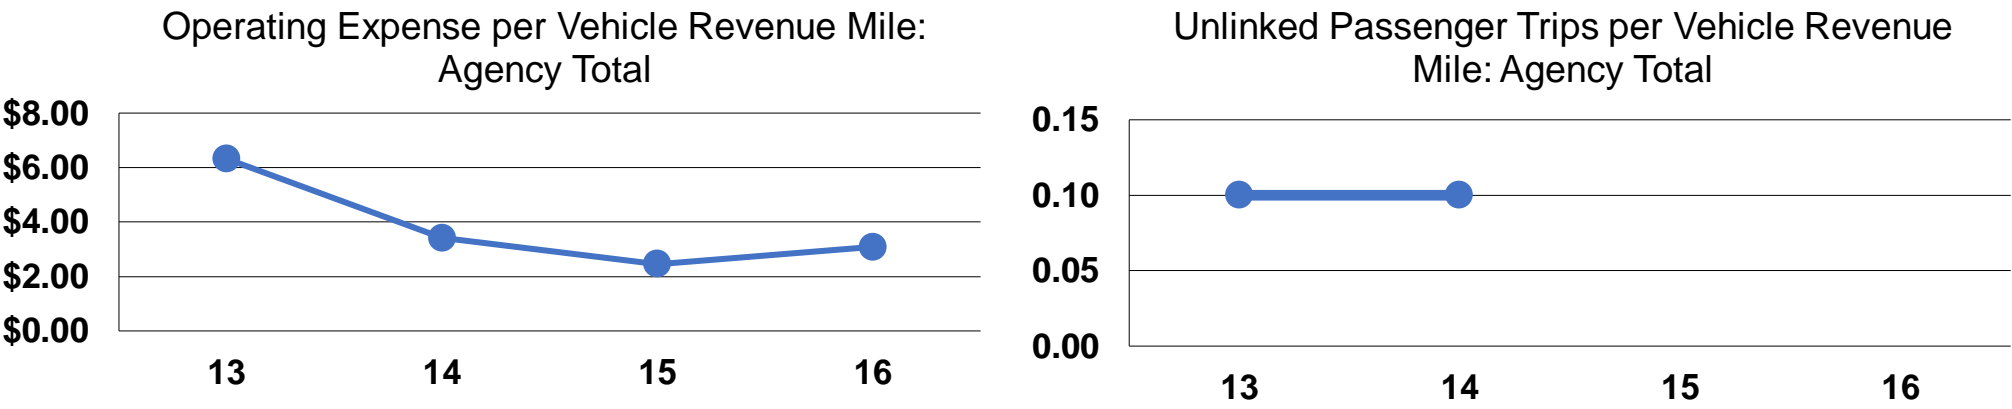 Operating Expense per Vehicle Revenue Mile:
Agency Total
$8.00
$6.00
$4.00
$2.00
$0.00
13 14 15 16
Unlinked Passenger Trips per Vehicle Revenue
Mile: Agency Total
0.15
0.10
0.05
0.00
13 14 15 16